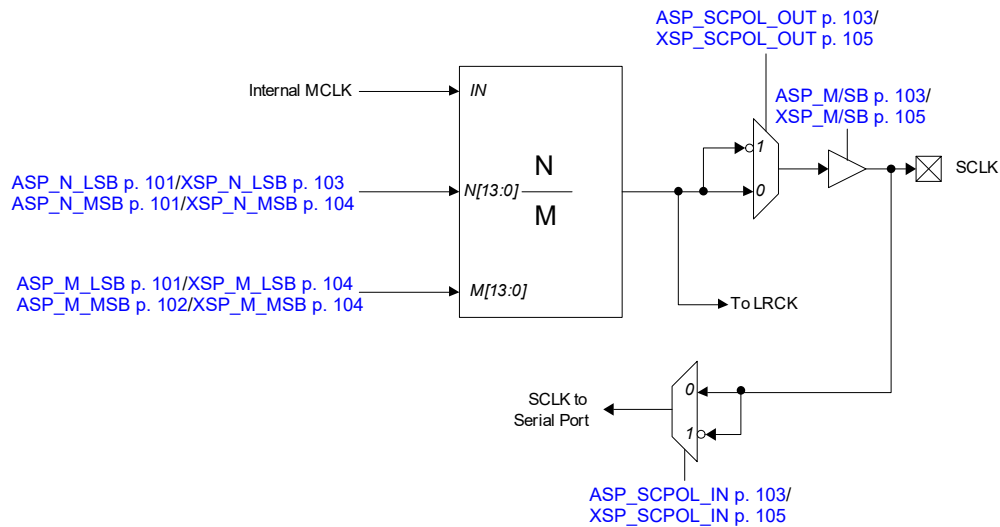 ASP_SCPOL_OUT p. 103/
XSP_SCPOL_OUT p. 105
ASP_M/SB p. 103/
XSP_M/SB p. 105
Internal MCLK
IN
1
SCLK
N
M
ASP_N_LSB p. 101/XSP_N_LSB p. 103
ASP_N_MSB p. 101/XSP_N_MSB p. 104
N[13:0]
0
ASP_M_LSB p. 101/XSP_M_LSB p. 104
ASP_M_MSB p. 102/XSP_M_MSB p. 104
M[13:0]
To LRCK
0
SCLK to
Serial Port
1
ASP_SCPOL_IN p. 103/
XSP_SCPOL_IN p. 105